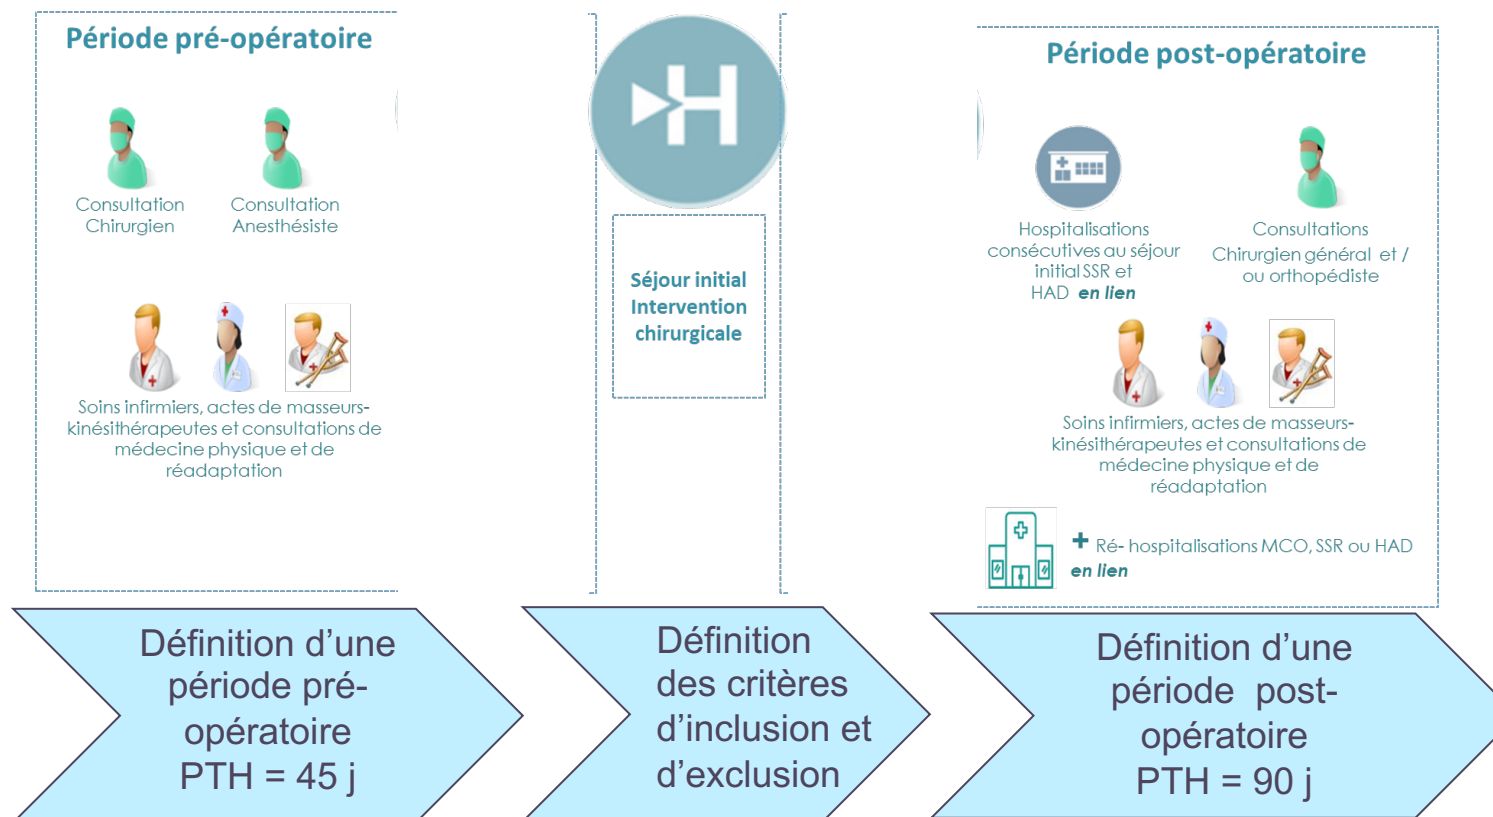 Période pré-opératoire
Consultation
Chirurgien
Consultation
Anesthésiste
Soins infirmiers, actes de masseurs-
kinésithérapeutes et consultations de
médecine physique et de
réadaptation
H
Séjour initial
Intervention
chirurgicale
Période post-opératoire
Hospitalisations
consécutives au séjour
initial SSR et
HAD en lien
Consultations
Chirurgien général et /
ou orthopédiste
Soins infirmiers, actes de masseurs-
kinésithérapeutes et consultations de
médecine physique et de
réadaptation
+ Ré- hospitalisations MCO, SSR ou HAD
en lien
Définition d’une
période pré-
opératoire
PTH = 45 j
Définition
des critères
d’inclusion et
d’exclusion
Définition d’une
période post-
opératoire
PTH = 90 j